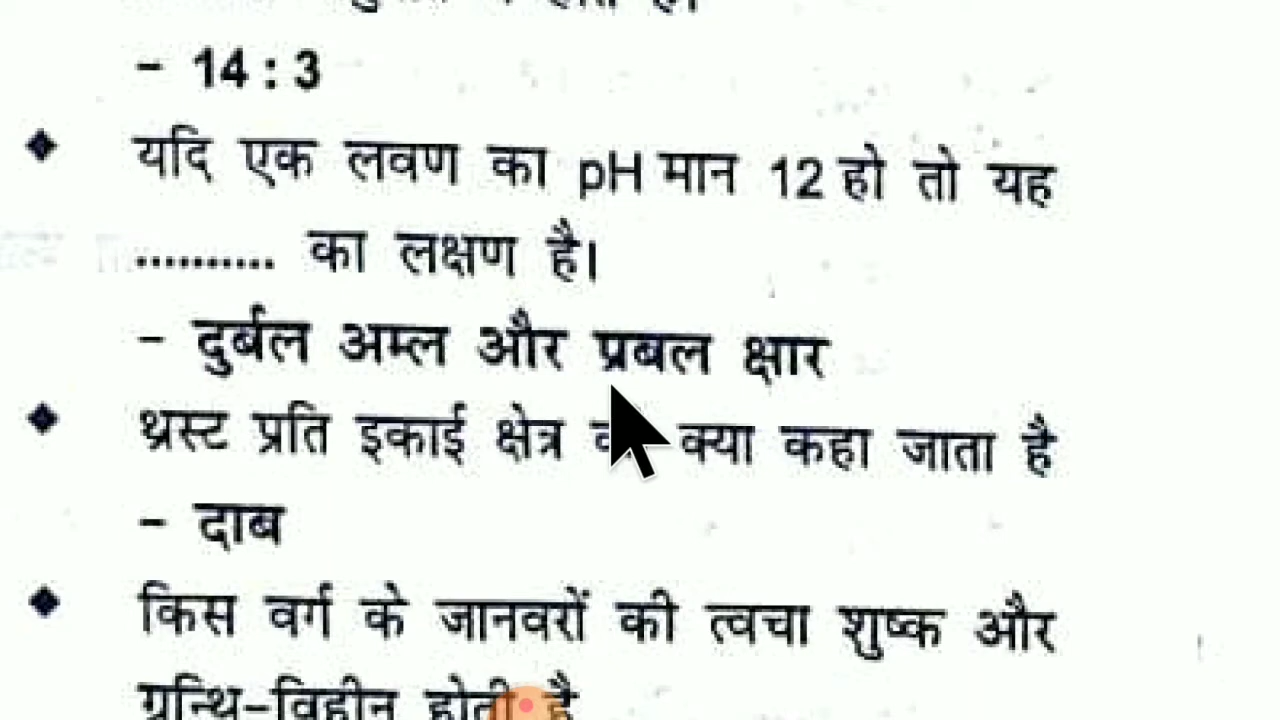 - 14 : 3
◆ यदि एक लवण का pH मान 12 हो तो यह
.......... का लक्षण है।
- दुर्बल अम्ल और प्रबल क्षार
◆ थ्रस्ट प्रति इकाई क्षेत्र क्या कहा जाता है
- दाब
◆ किस वर्ग के जानवरों की त्वचा शुष्क और
ग्रन्थि-विहीन होती है